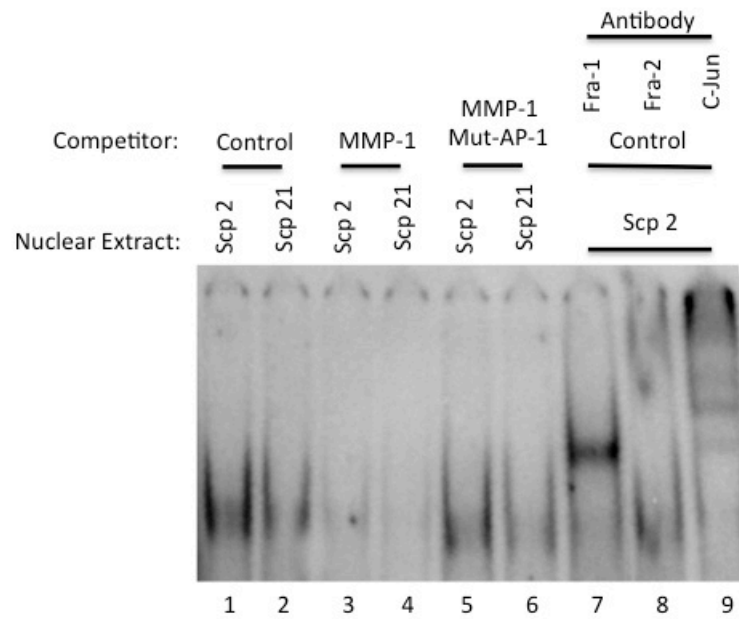 Antibody
Fra-1
Fra-2
C-Jun
MMP-1
Competitor: Control MMP-1 Mut-AP-1 Control
Scp 2
Scp 21
Scp 2
Scp 21
Scp 2
Scp 21
Nuclear Extract: Scp 2
1 2 3 4 5 6 7 8 9